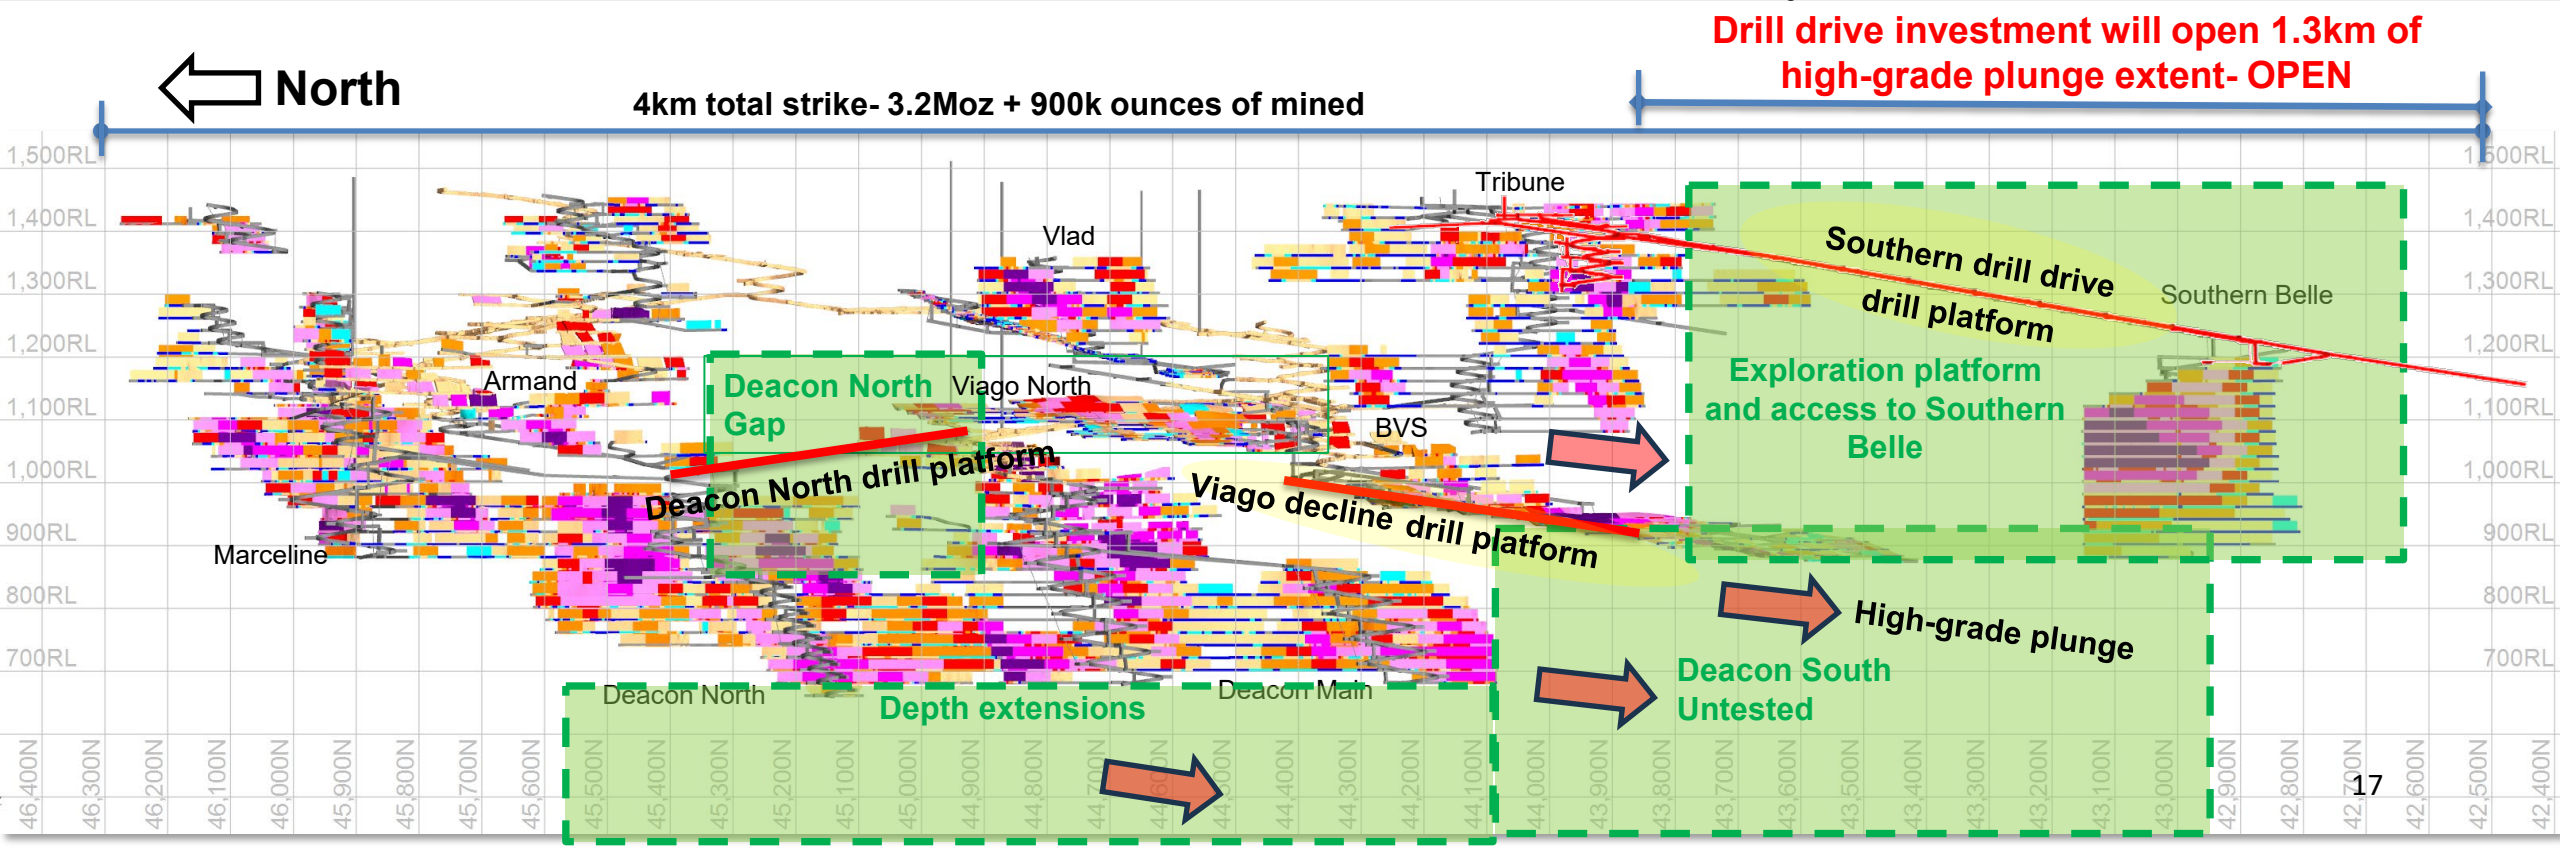 Drill drive investment will open 1.3km of
high-grade plunge extent- OPEN
North
4km total strike- 3.2Moz + 900k ounces of mined
1,500RL
1,500RL
Tribune
1,400RL
1,400RL
Vlad
Southern drill drive
drill platform
1,300RL
1,300RL
Southern Belle
1,200RL
1,200RL
Armand
Deacon North
Gap
Viago North
Exploration platform
and access to Southern
Belle
1,100RL
1,100RL
BVS
1,000RL
1,000RL
Deacon North drill platform
Viago decline drill platform
900RL
900RL
Marceline
800RL
800RL
High-grade plunge
700RL
700RL
Deacon South
Untested
Deacon North
Deacon Main
Depth extensions
46,400N
46,300N
46,200N
46,100N
46,000N
45,900N
45,800N
45,700N
45,600N
45,500N
45,400N
45,300N
45,200N
45,100N
45,000N
44,900N
44,800N
44,700N
44,600N
44,500N
44,400N
44,300N
44,200N
44,100N
44,000N
43,900N
43,800N
43,700N
43,600N
43,500N
43,400N
43,300N
43,200N
43,100N
43,000N
42,900N
42,800N
42,700N
42,600N
42,500N
42,400N
17